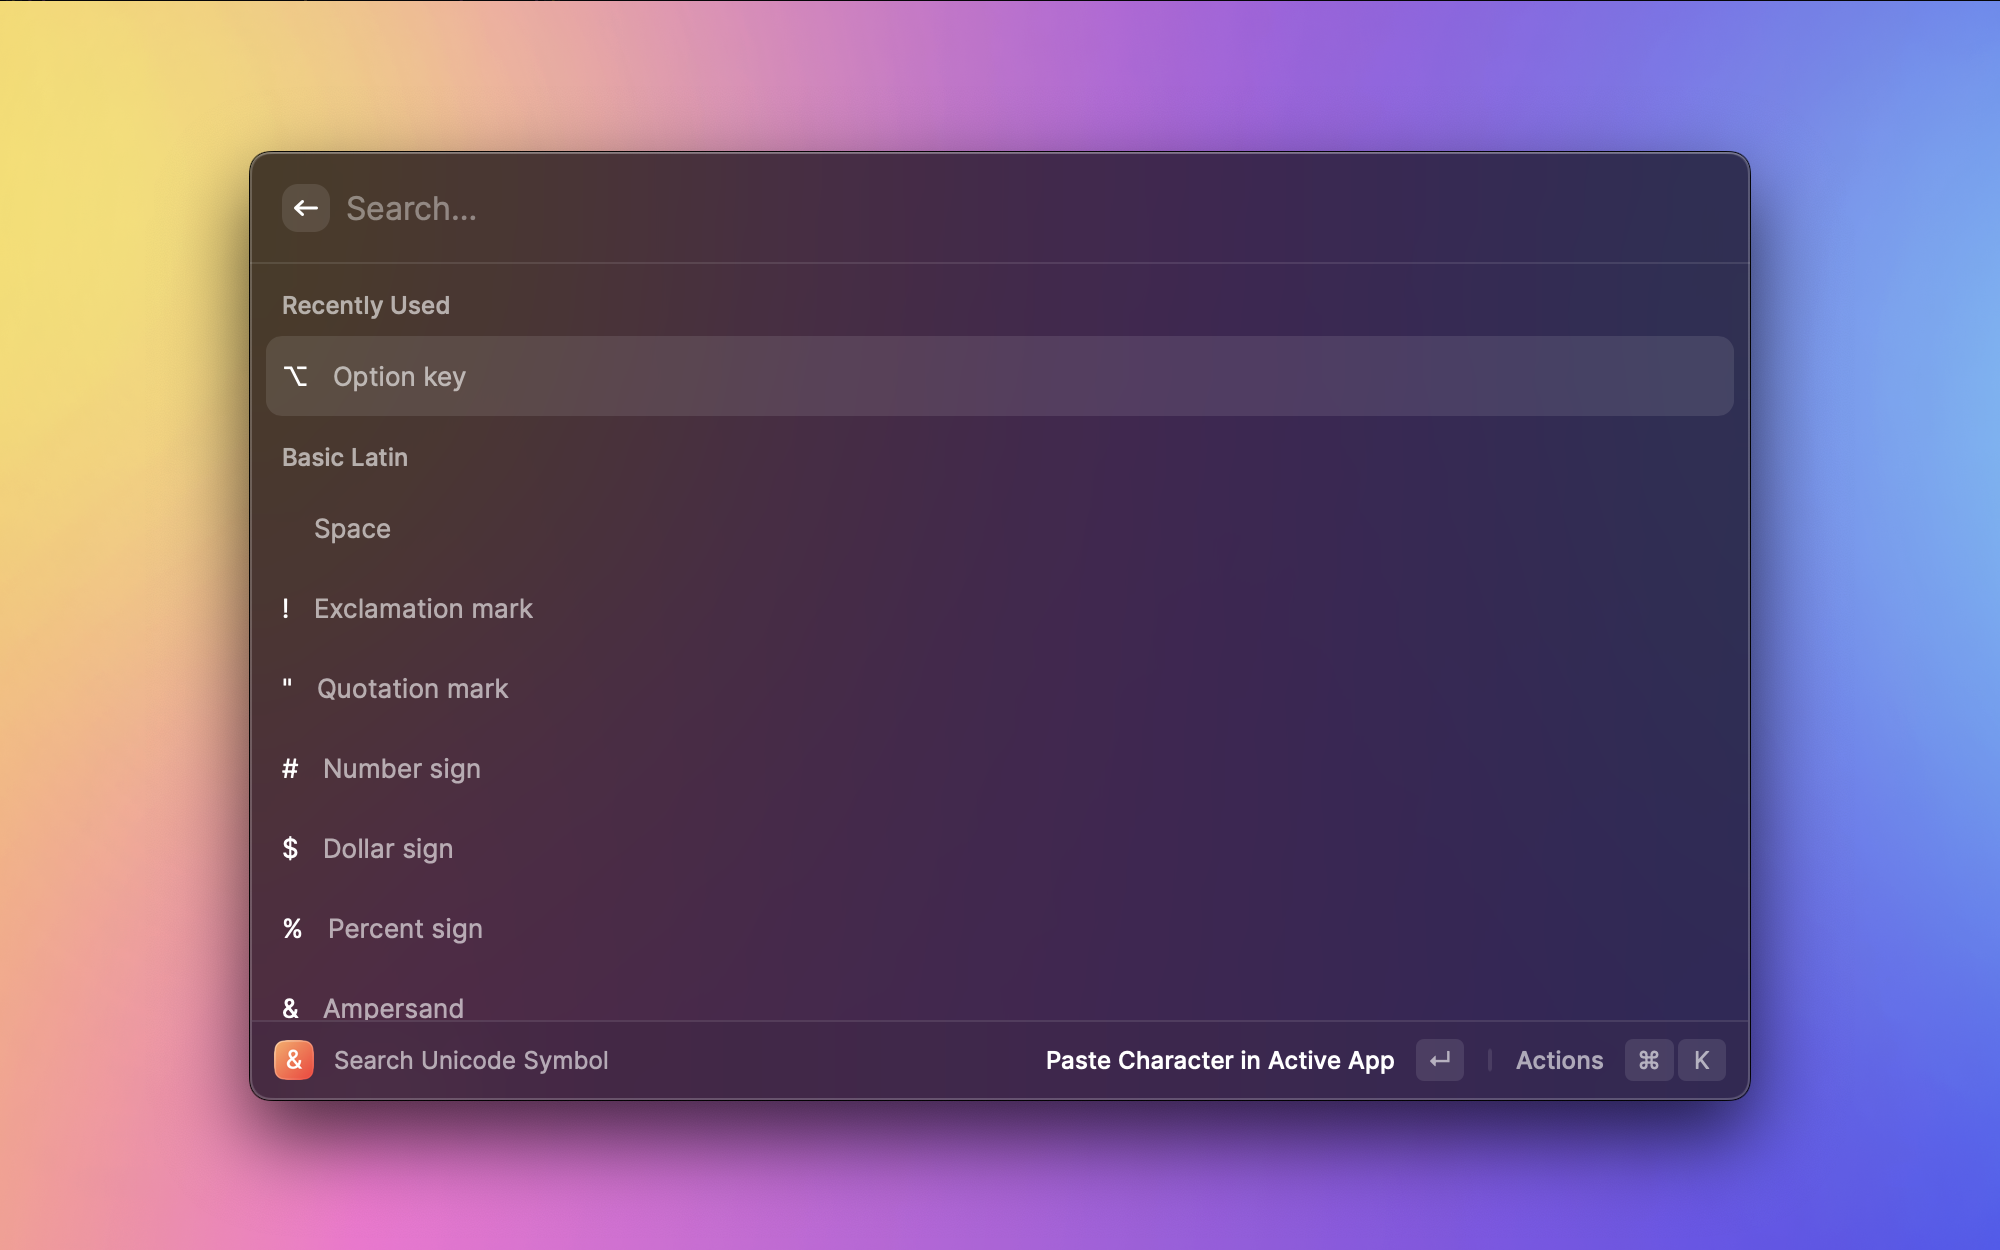 ← Search...
Recently Used
⌥ Option key
Basic Latin
Space
! Exclamation mark
" Quotation mark
# Number sign
$ Dollar sign
% Percent sign
& Ampersand
& Search Unicode Symbol Paste Character in Active App ↵ Actions ⌘ K